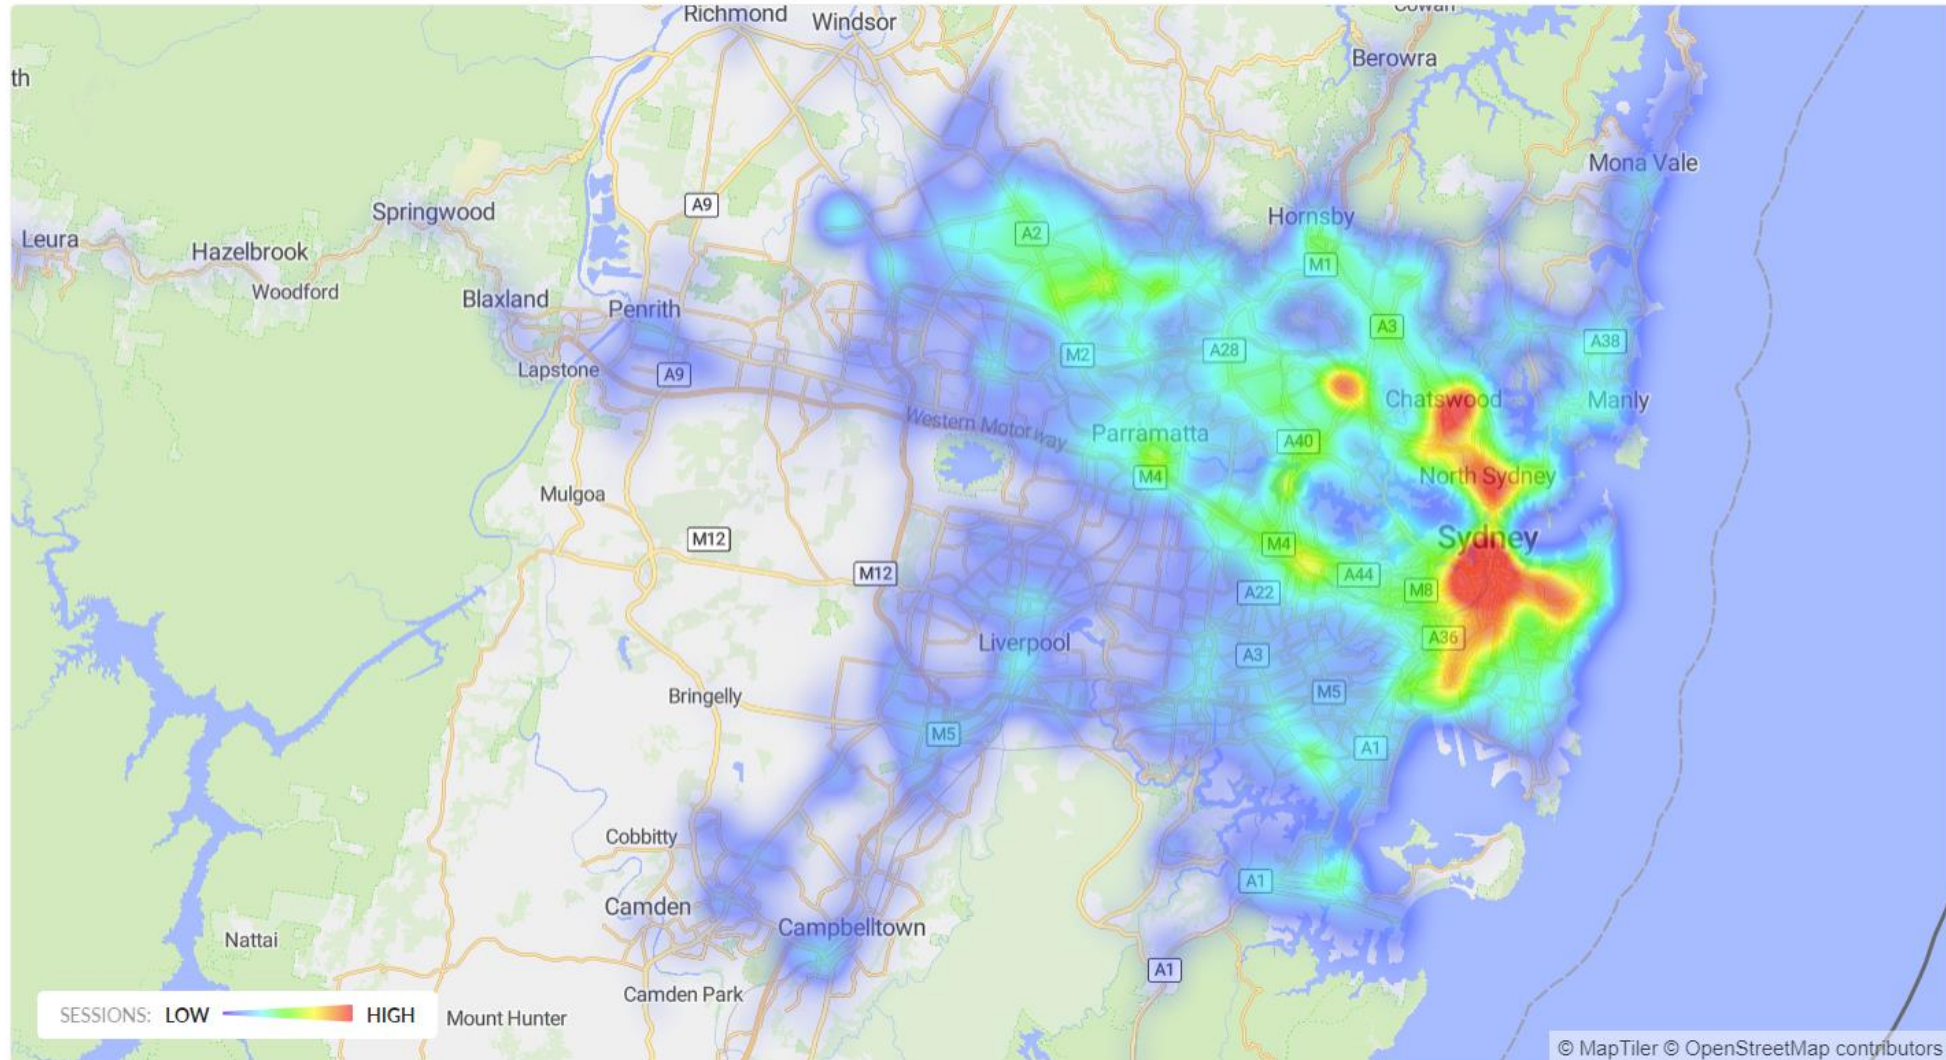 Richmond
Windsor
Cowan
Berowra
th
Mona Vale
A9
Springwood
Hornsby
Leura
A2
Hazelbrook
M1
Woodford
Blaxland
Penrith
A3
A38
M2
A28
Lapstone
A9
Chatswood
Manly
Western Motorway
Parramatta
A40
M4
North Sydney
Mulgoa
M12
Sydney
M4
M12
A44
M8
A22
Liverpool
A36
A3
Bringelly
M5
M5
A1
Cobbitty
A1
Camden
Campbelltown
Nattai
A1
Camden Park
SESSIONS: LOW HIGH
Mount Hunter
© MapTiler © OpenStreetMap contributors